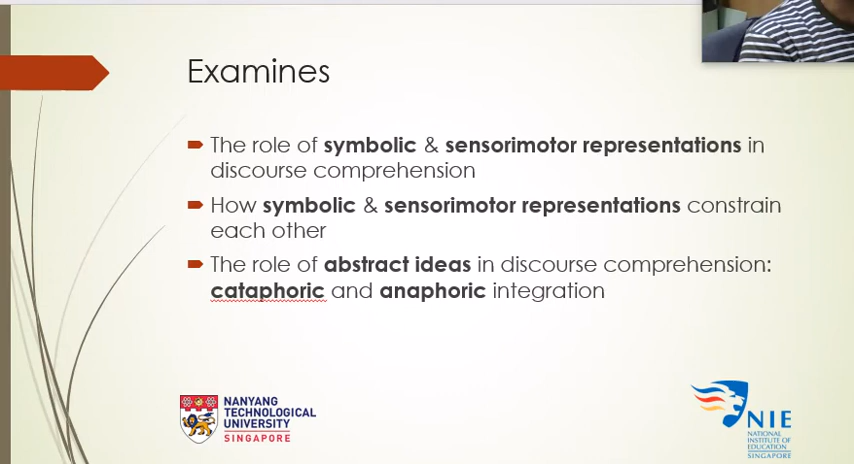 Examines
The role of symbolic & sensorimotor representations in
discourse comprehension
How symbolic & sensorimotor representations constrain
each other
The role of abstract ideas in discourse comprehension:
cataphoric and anaphoric integration
NANYANG
TECHNOLOGICAL
UNIVERSITY
SINGAPORE
NIE
NATIONAL
INSTITUTE OF
EDUCATION
SINGAPORE